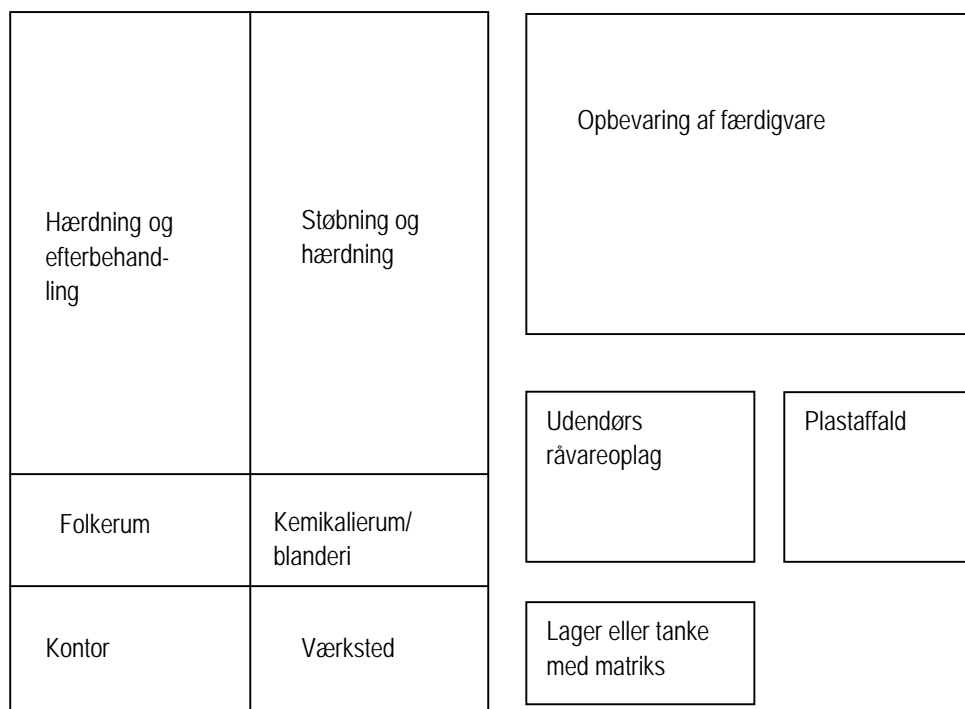 Opbevaring af færdigvare
Hærdning og
efterbehand-
ling
Støbning og
hærdning
Udendørs
råvareoplag
Plastaffald
Folkerum
Kemikalierum/
blanderi
Kontor
Værksted
Lager eller tanke
med matriks